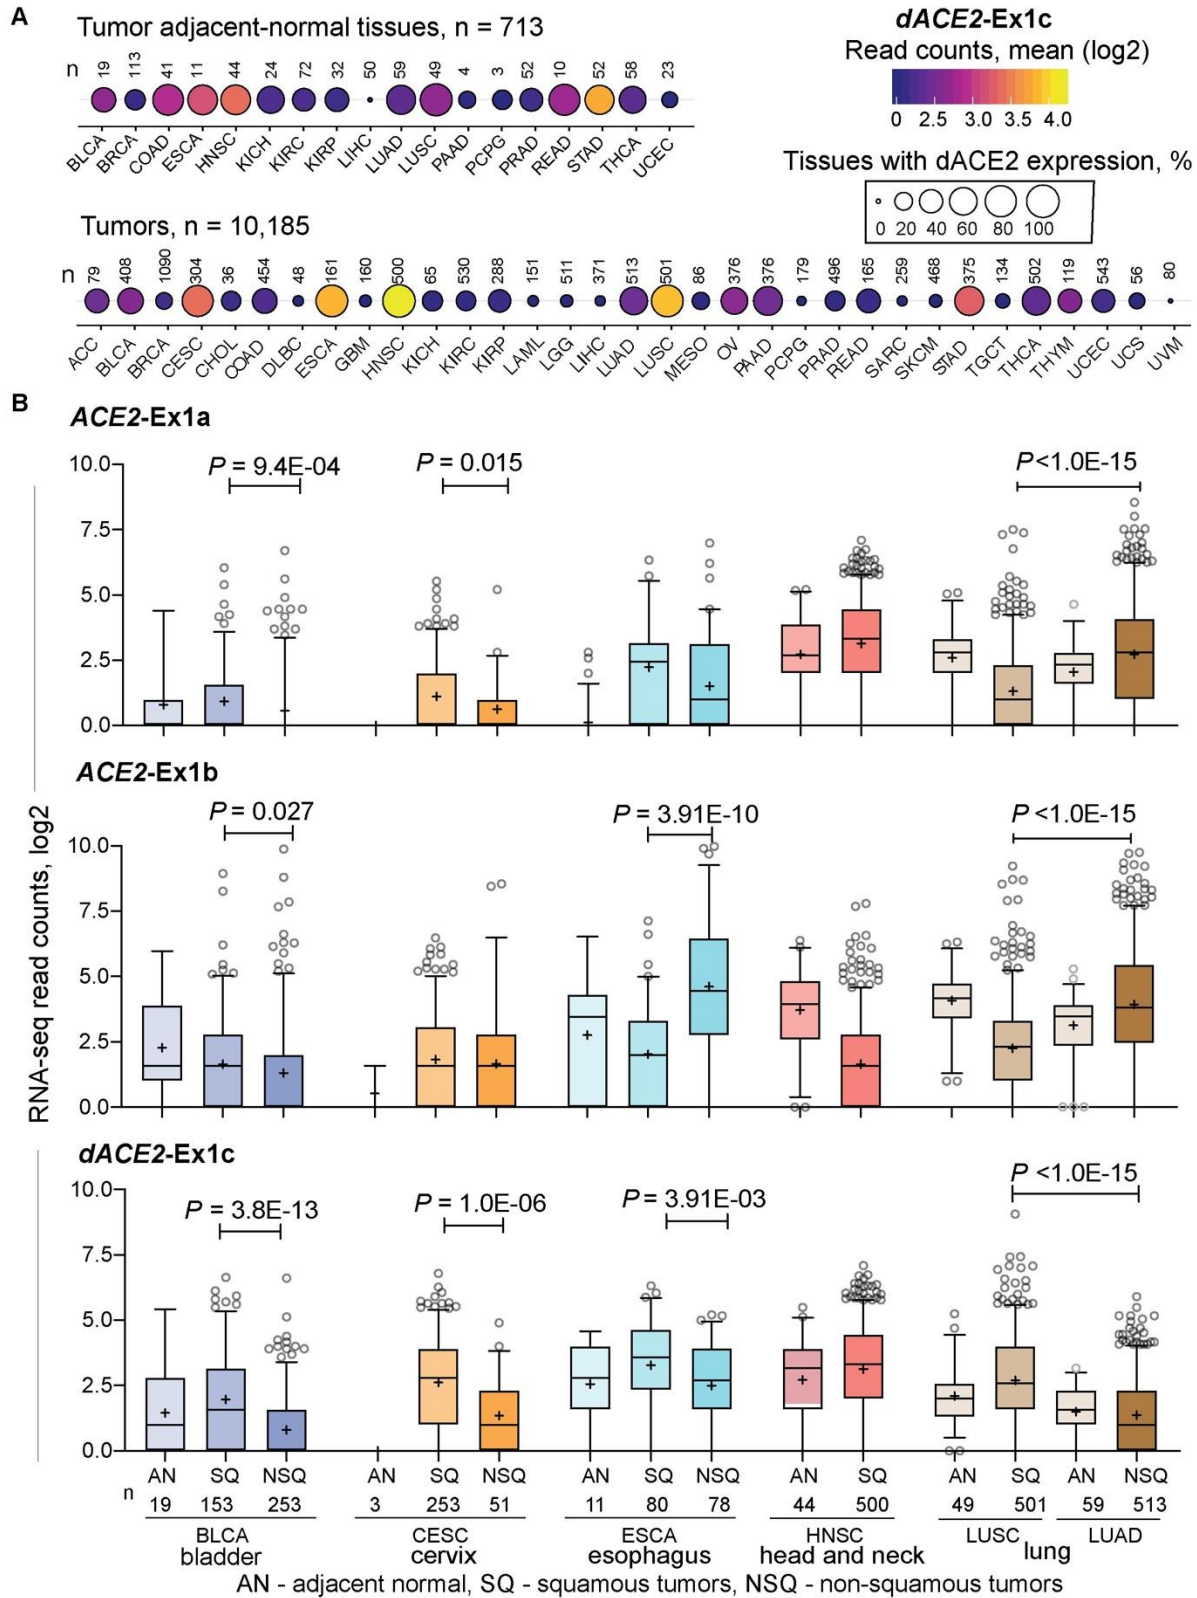 A
Tumor adjacent-normal tissues, n = 713
dACE2-Ex1c
Read counts, mean (log2)
0 2.5 3.0 3.5 4.0
n 19 113 41 11 44 24 72 32 50 59 49 4 3 52 10 52 58 23
BLCA BRCA COAD ESCA HNSC KICH KIRC KIRP LIHC LUAD LUSC PAAD PCPG PRAD READ STAD THCA UCEC
Tissues with dACE2 expression, %
0 20 40 60 80 100
Tumors, n = 10,185
n 79 408 1090 304 36 454 48 161 160 500 65 530 288 151 511 371 513 501 86 376 376 179 496 165 259 468 375 134 502 119 543 56 80
ACC BLCA BRCA CESC CHOL COAD DLBC ESCA GBM HNSC KICH KIRC KIRP LAML LGG LIHC LUAD LUSC MESO OV PAAD PCPG PRAD READ SARC SKCM STAD TGCT THCA THYM UCEC UCS UVM
B
RNA-seq read counts, log2
ACE2-Ex1a
P = 9.4E-04 P = 0.015 P<1.0E-15
10.0
7.5
5.0
2.5
0.0
ACE2-Ex1b
P = 0.027 P = 3.91E-10 P <1.0E-15
10.0
7.5
5.0
2.5
0.0
dACE2-Ex1c
P = 3.8E-13 P = 1.0E-06 P = 3.91E-03 P <1.0E-15
10.0
7.5
5.0
2.5
0.0
AN SQ NSQ AN SQ NSQ AN SQ NSQ AN SQ AN SQ AN NSQ
n 19 153 253 3 253 51 11 80 78 44 500 49 501 59 513
BLCA CESC ESCA HNSC LUSC LUAD
bladder cervix esophagus head and neck lung
AN - adjacent normal, SQ - squamous tumors, NSQ - non-squamous tumors